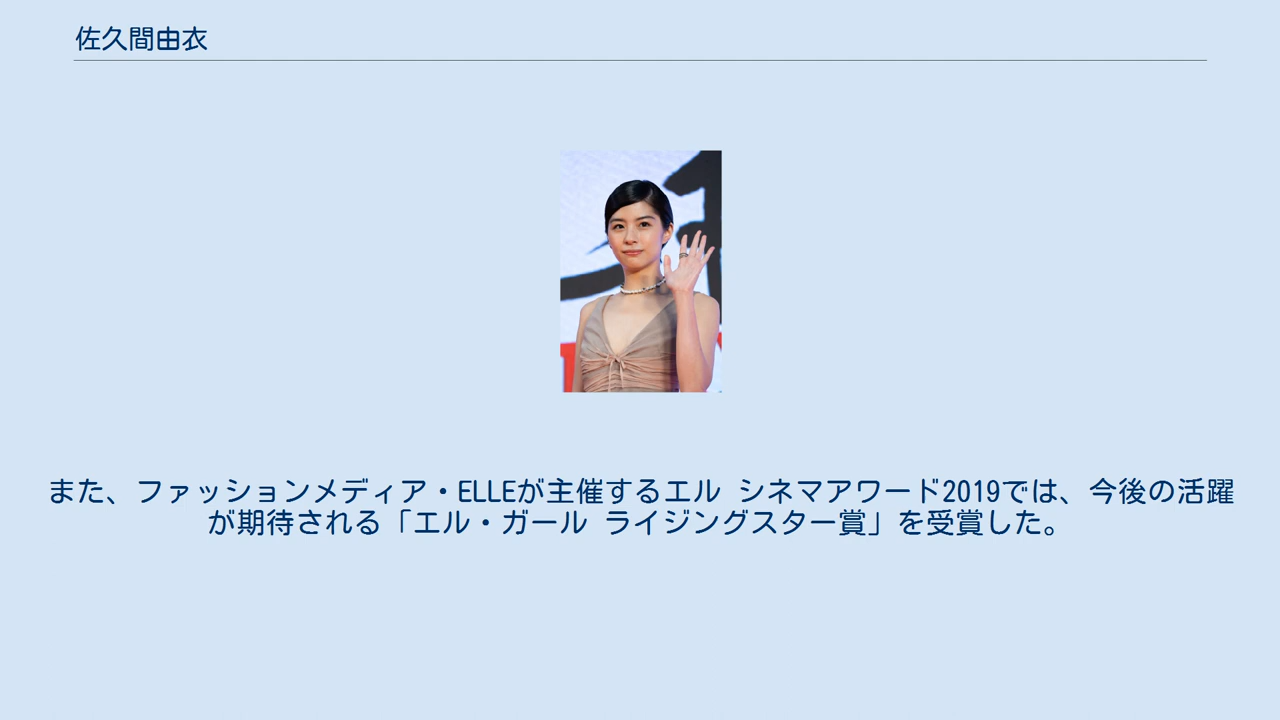 佐久間由衣
また、ファッションメディア・ELLEが主催するエル シネマアワード2019では、今後の活躍
が期待される「エル・ガール ライジングスター賞」を受賞した。